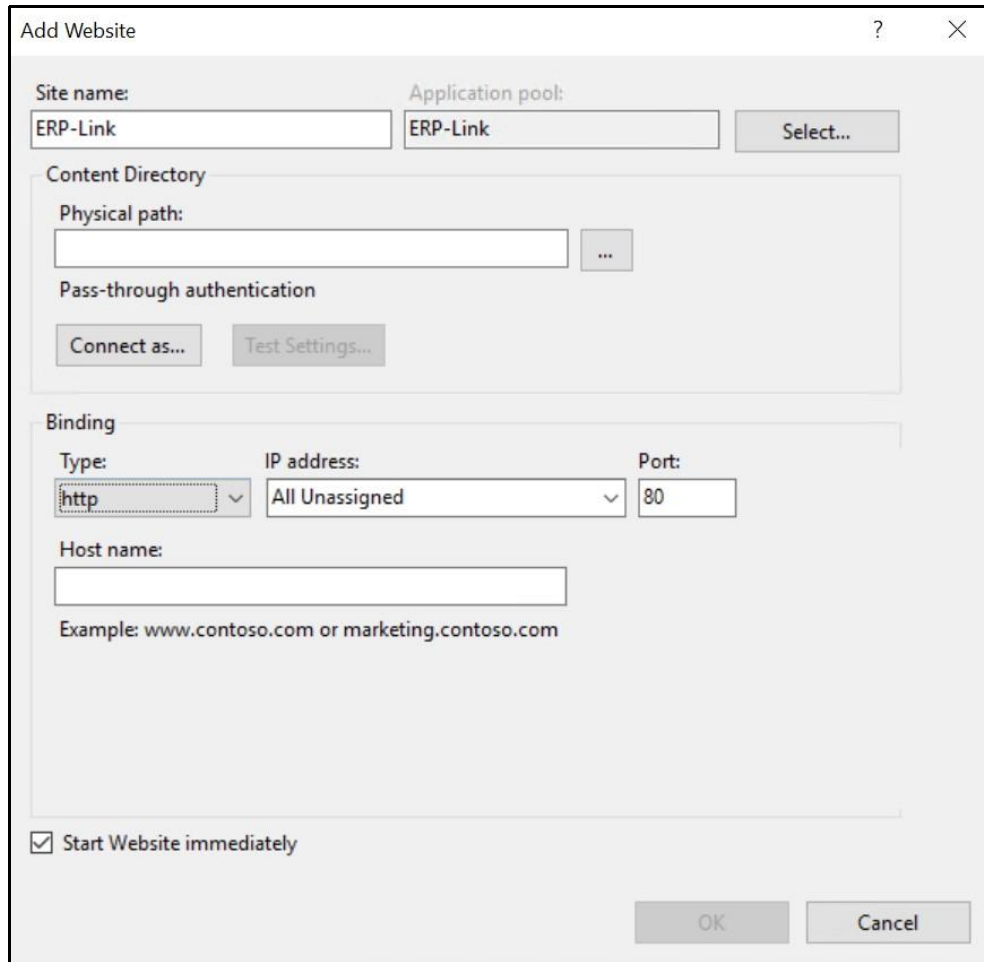 Add Website ?
Site name: Application pool:
ERP-Link ERP-Link Select...
Content Directory
Physical path:
...
Pass-through authentication
Connect as... Test Settings...
Binding
Type: IP address: Port:
http All Unassigned 80
Host name:
Example: www.contoso.com or marketing.contoso.com
Start Website immediately
OK Cancel